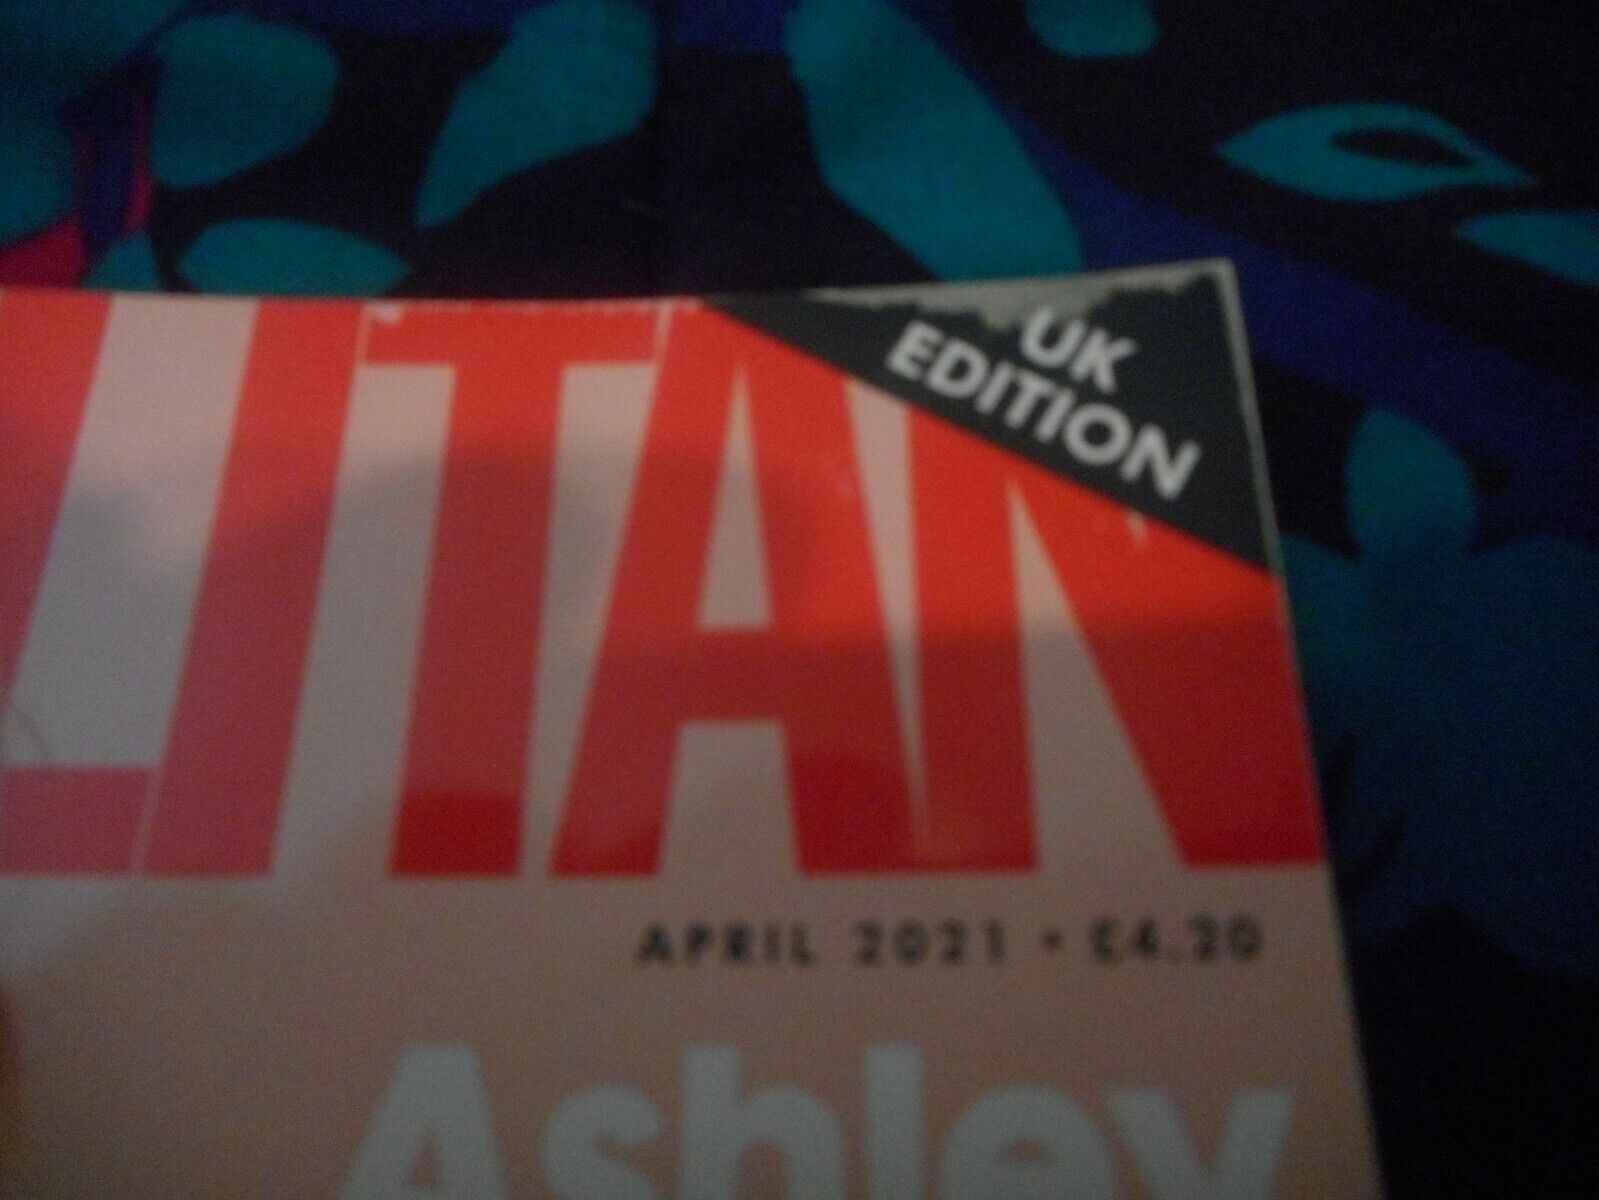 LITAN
UK
EDITION
APRIL 2021 • £4.20
Ashley